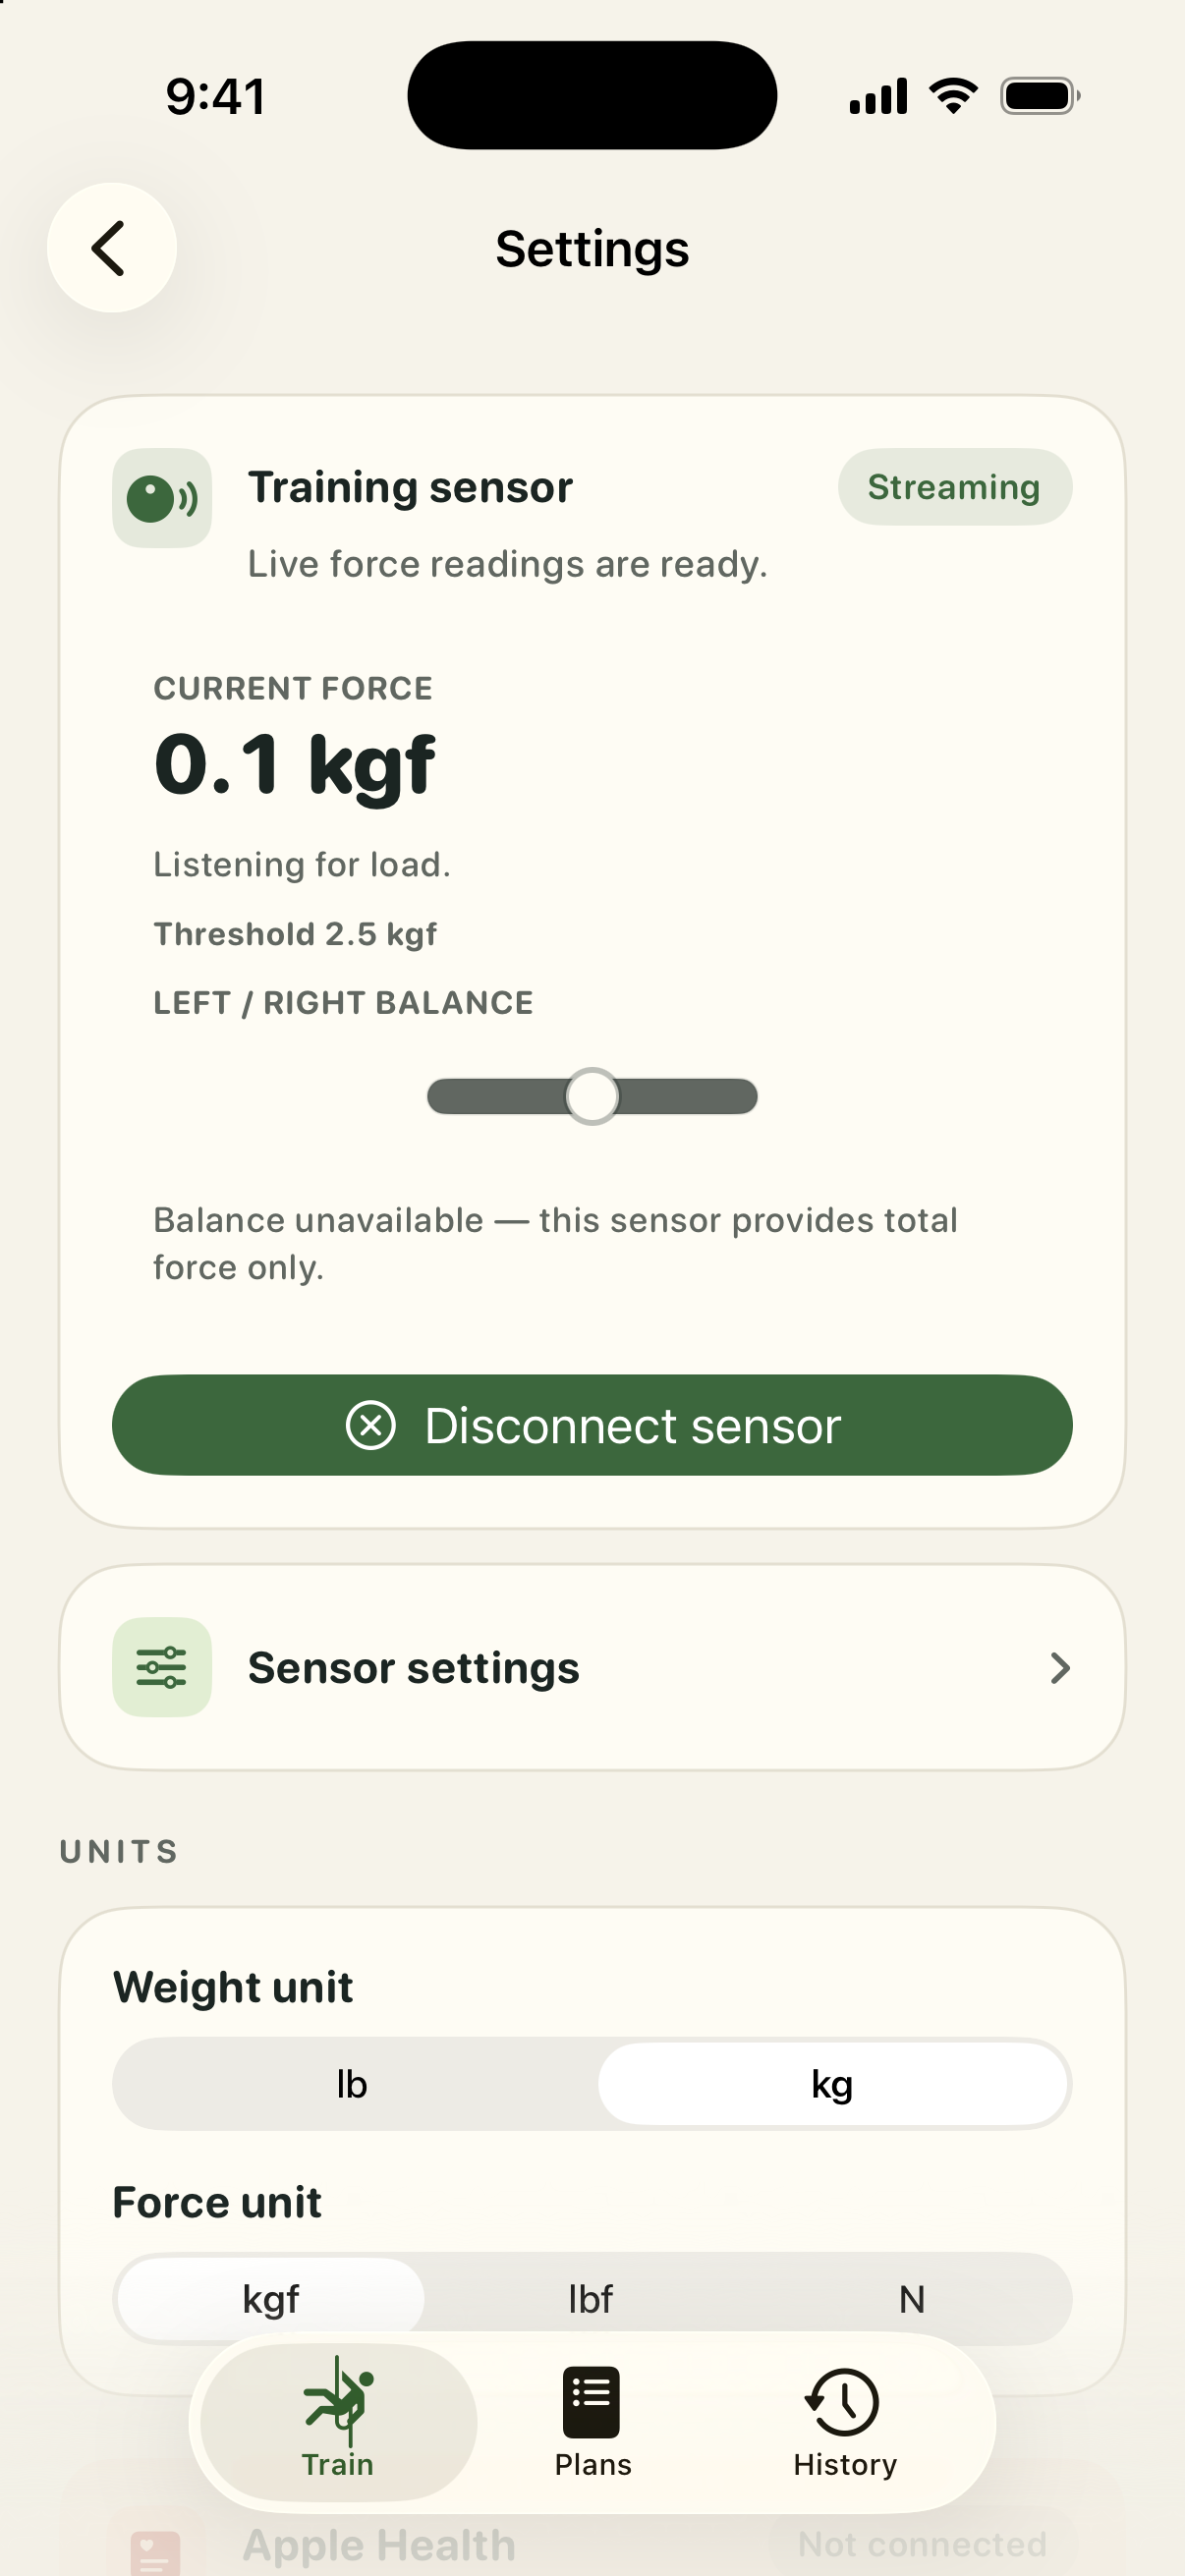 9:41
Settings
Training sensor
Streaming
Live force readings are ready.
CURRENT FORCE
0.1 kgf
Listening for load.
Threshold 2.5 kgf
LEFT / RIGHT BALANCE
Balance unavailable — this sensor provides total
force only.
Disconnect sensor
Sensor settings
UNITS
Weight unit
lb
kg
Force unit
kgf
lbf
N
Train
Plans
History
Apple Health
Not connected